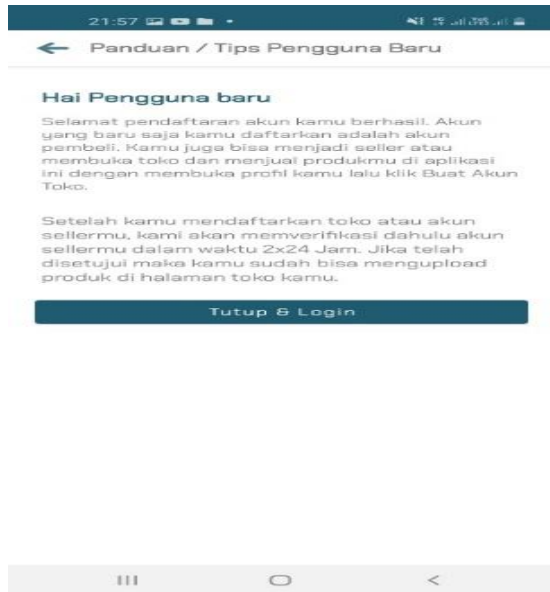 21:57
Panduan / Tips Pengguna Baru
Hai Pengguna baru
Selamat pendaftaran akun kamu berhasil. Akun
yang baru saja kamu daftarkan adalah akun
pembeli. Kamu juga bisa menjadi seller atau
membuka toko dan menjual produkmu di aplikasi
ini dengan membuka profil kamu lalu klik Buat Akun
Toko.
Setelah kamu mendaftarkan toko atau akun
sellermu, kami akan memverifikasi dahulu akun
sellermu dalam waktu 2x24 Jam. Jika telah
disetujui maka kamu sudah bisa mengupload
produk di halaman toko kamu.
Tutup & Login